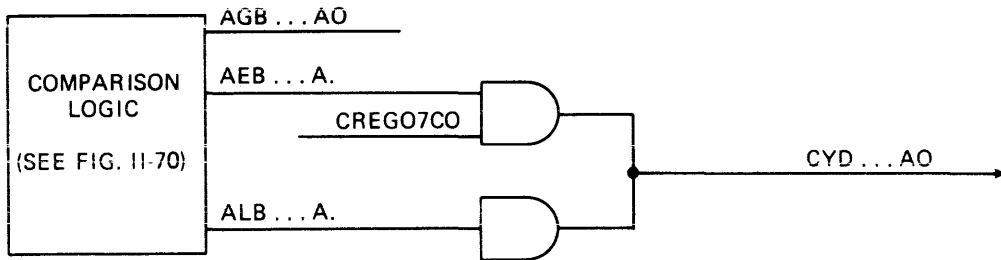 AGB . . . AO
AEB . . . A.
COMPARISON
LOGIC
CREGO7CO
(SEE FIG. II-70)
CYD . . . AO
ALB . . . A.